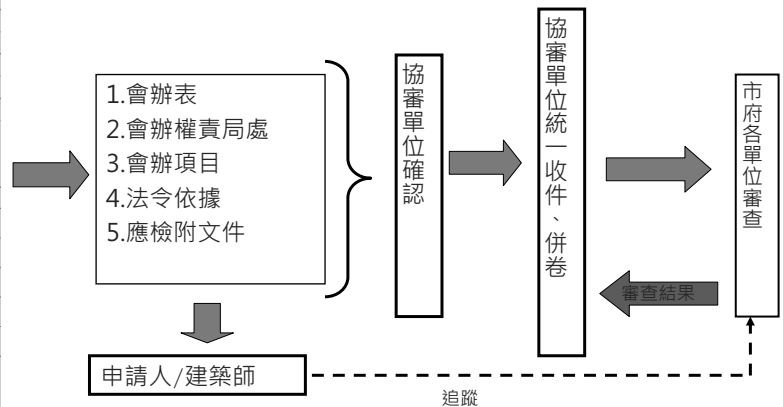 1.會辦表
2.會辦權責局處
3.會辦項目
4.法令依據
5.應檢附文件
協審單位確認
協審單位統一收件、併卷
市府各單位審查
審查結果
申請人/建築師
追蹤